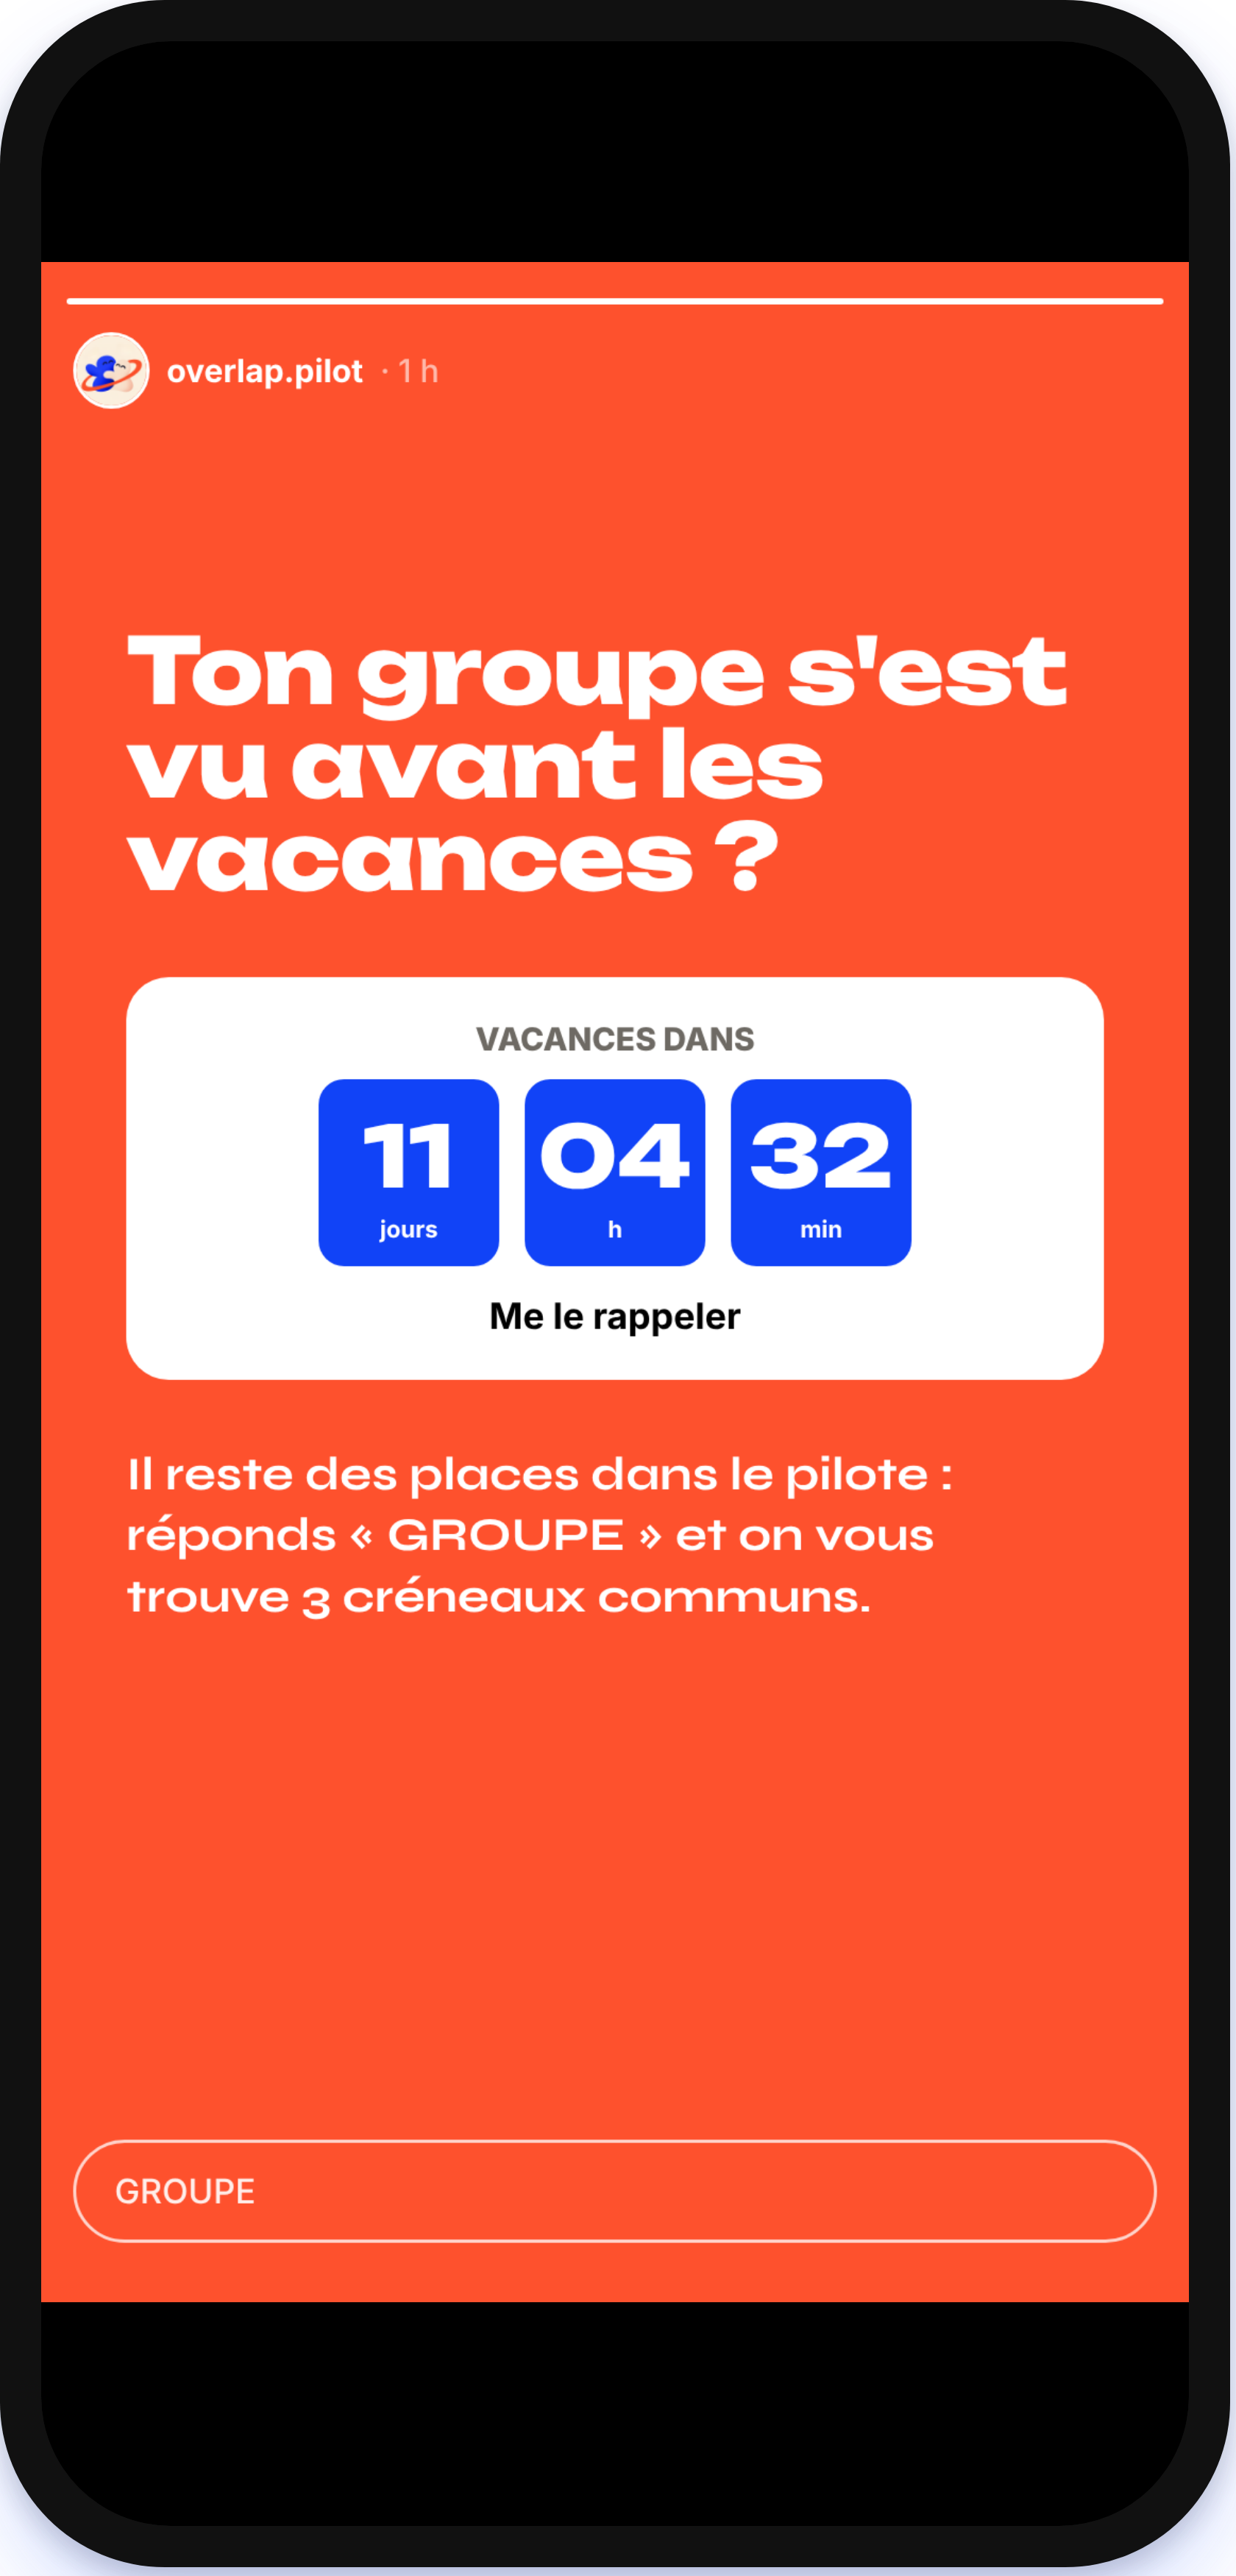 overlap.pilot · 1 h
Ton groupe s'est
vu avant les
vacances ?
VACANCES DANS
11 04 32
jours h min
Me le rappeler
Il reste des places dans le pilote :
réponds « GROUPE » et on vous
trouve 3 créneaux communs.
GROUPE